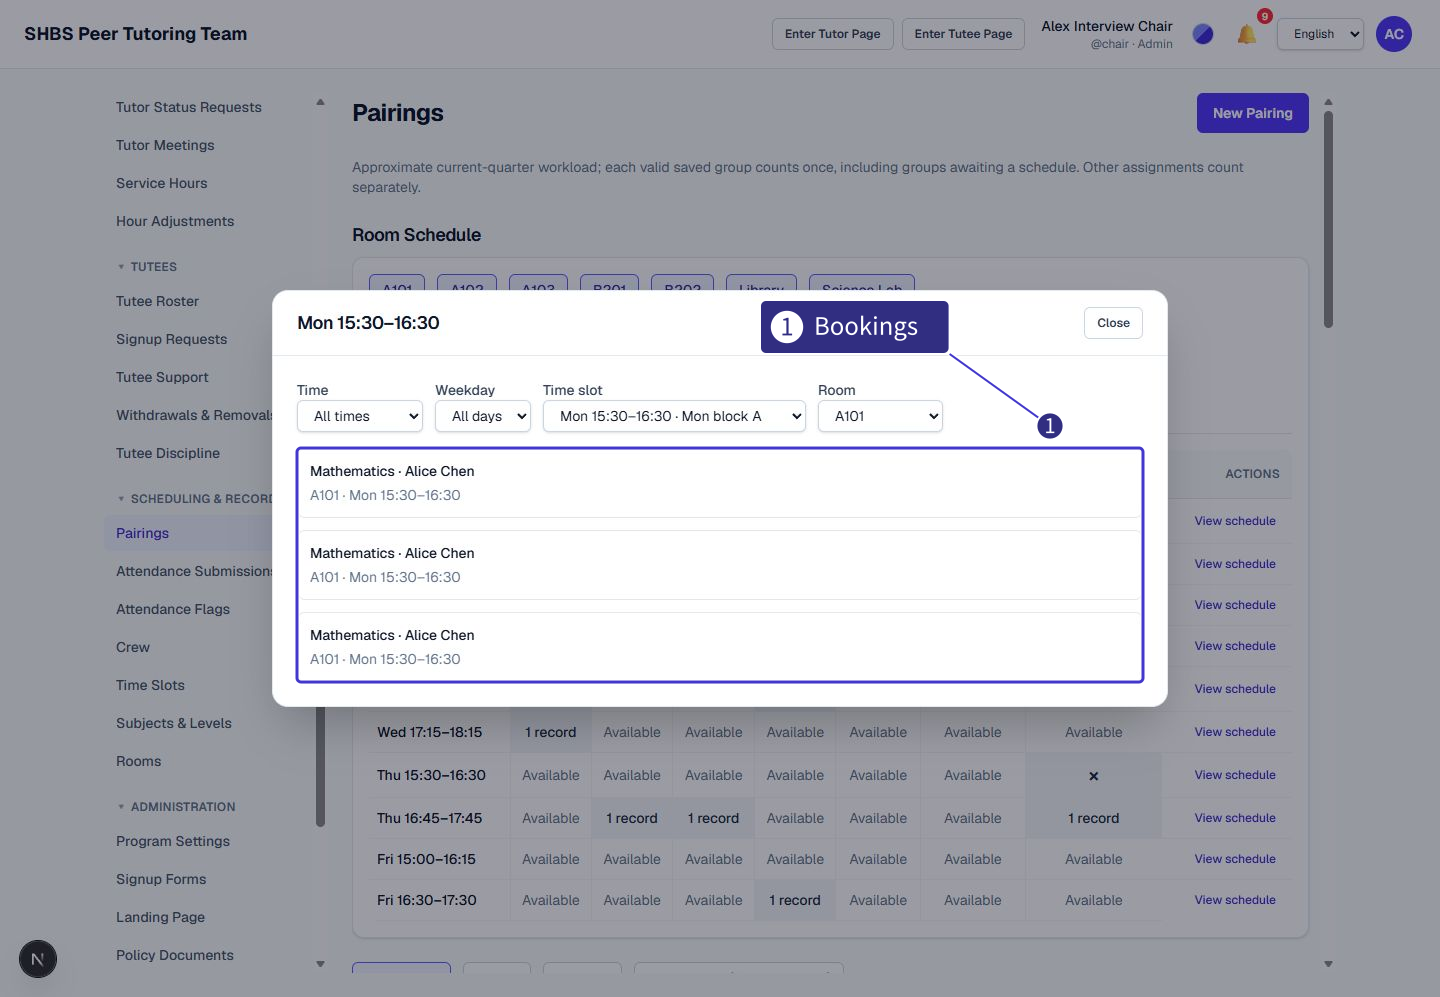 SHBS Peer Tutoring Team
Enter Tutor Page
Enter Tutee Page
Alex Interview Chair
@chair · Admin
9
English
AC
Tutor Status Requests
Tutor Meetings
Service Hours
Hour Adjustments
TUTEES
Tutee Roster
Signup Requests
Tutee Support
Withdrawals & Removals
Tutee Discipline
SCHEDULING & RECORD
Pairings
Attendance Submissions
Attendance Flags
Crew
Time Slots
Subjects & Levels
Rooms
ADMINISTRATION
Program Settings
Signup Forms
Landing Page
Policy Documents
N
Pairings
New Pairing
Approximate current-quarter workload; each valid saved group counts once, including groups awaiting a schedule. Other assignments count
separately.
Room Schedule
A101 A102 A103 B201 B202 Library Science Lab
Mon 15:30–16:30
1 Bookings
Close
Time Weekday Time slot Room
All times All days Mon 15:30–16:30 · Mon block A A101
1
Mathematics · Alice Chen
A101 · Mon 15:30–16:30
Mathematics · Alice Chen
A101 · Mon 15:30–16:30
Mathematics · Alice Chen
A101 · Mon 15:30–16:30
ACTIONS
View schedule
View schedule
View schedule
View schedule
View schedule
Wed 17:15–18:15 1 record Available Available Available Available Available Available View schedule
Thu 15:30–16:30 Available Available Available Available Available Available × View schedule
Thu 16:45–17:45 Available 1 record 1 record Available Available Available 1 record View schedule
Fri 15:00–16:15 Available Available Available Available Available Available Available View schedule
Fri 16:30–17:30 Available Available Available 1 record Available Available Available View schedule